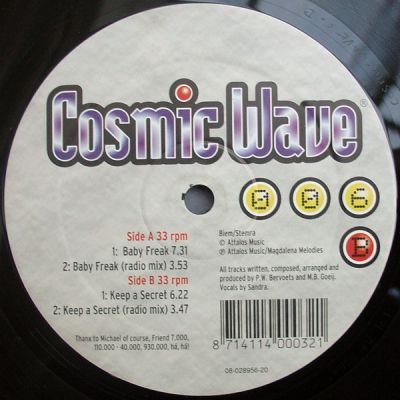 Cosmic Wave®
0 0 6
B
Side A 33 rpm
1: Baby Freak 7.31
2: Baby Freak (radio mix) 3.53
Side B 33 rpm
1: Keep a Secret 6.22
2: Keep a Secret (radio mix) 3.47
Biem/Stemra
© Attalos Music
℗ Attalos Music/Magdalena Melodies
All tracks written, composed, arranged and
produced by P.W. Bervoets and M.B. Goeij.
Vocals by Sandra.
Thanx to Michael of course, Friend 7,000,
110.000 - 40.000, 930.000, há, há!
8 714114 000321
08-028956-20